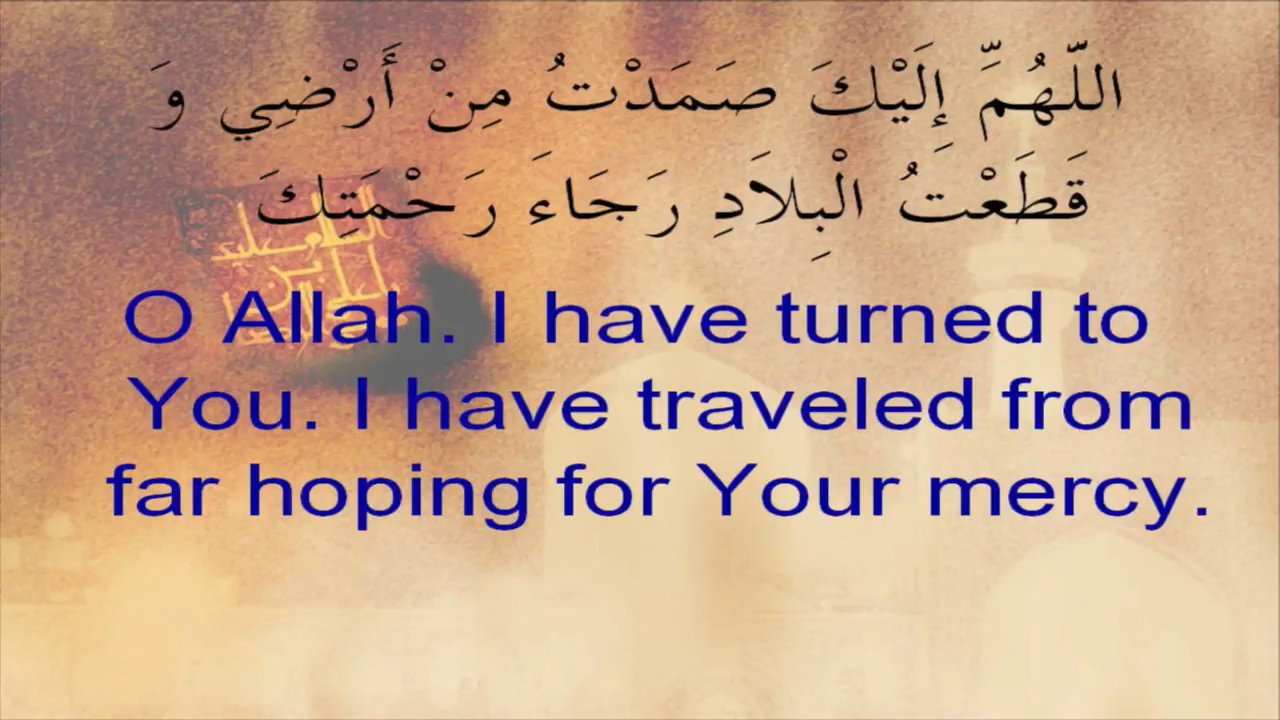 اللّهُمِّ إِلَيْكَ صَمَدْتُ مِنْ أَرْضِي وَ
قَطَعْتُ الْبِلاَدِ رَجَاءَ رَحْمَتِكَ
O Allah. I have turned to
You. I have traveled from
far hoping for Your mercy.